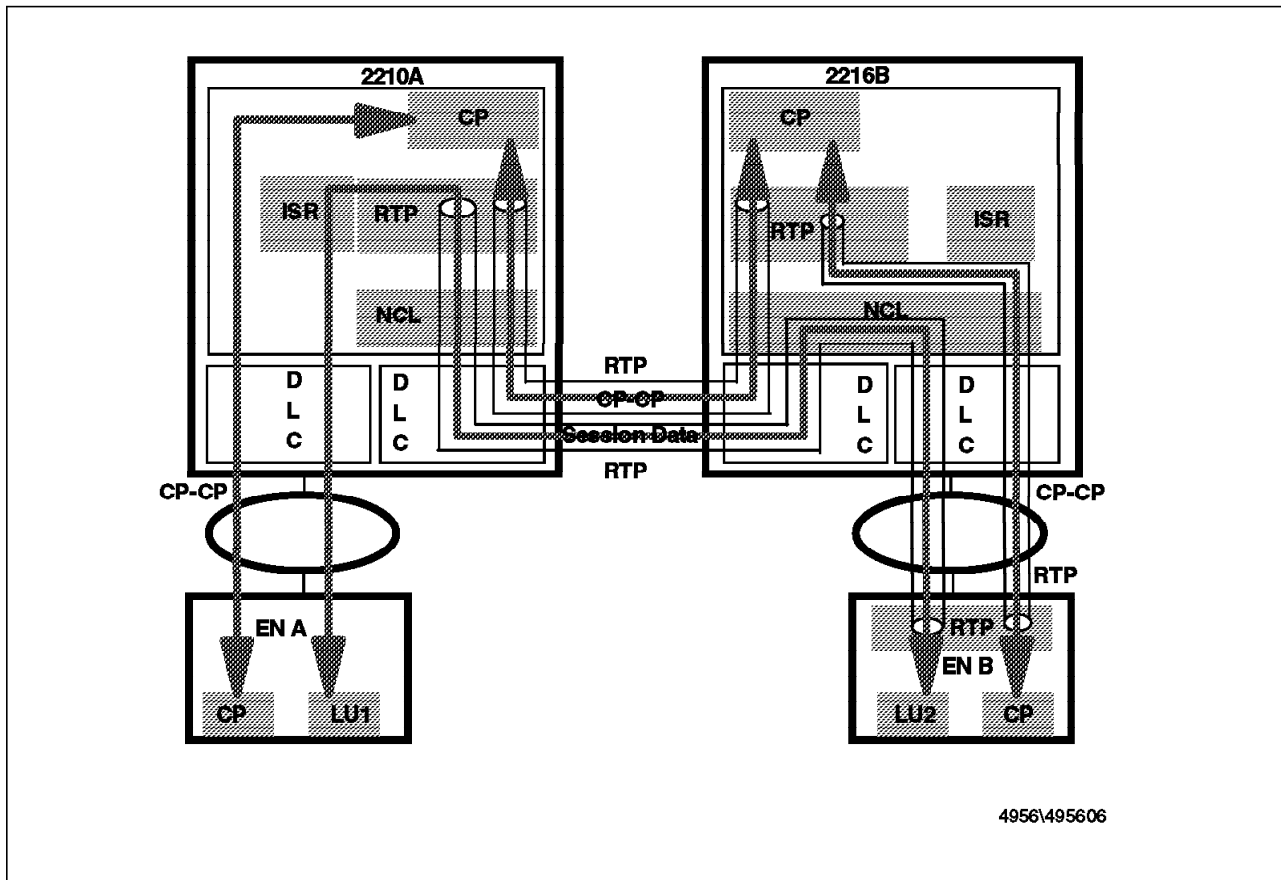 2210A
2216B
CP
CP
ISR
RTP
RTP
ISR
NCL
NCL
D
L
C
D
L
C
RTP
CP-CP
Session Data
RTP
D
L
C
D
L
C
CP-CP
CP-CP
RTP
EN A
RTP
EN B
CP
LU1
LU2
CP
4956\495606